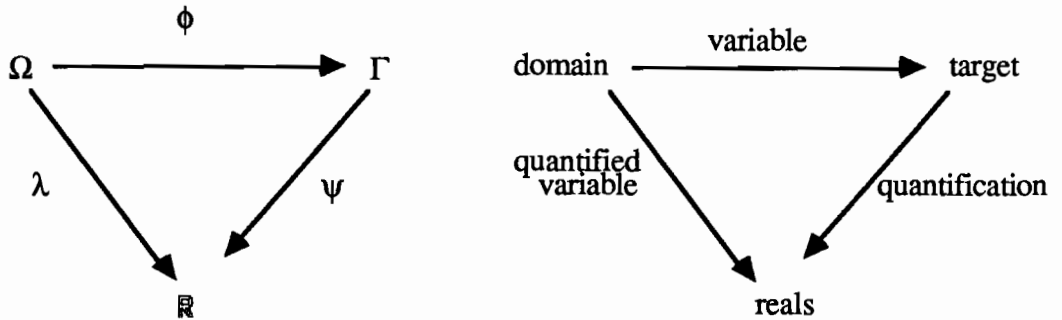 ϕ
Ω
Γ
λ
ψ
ℝ
variable
domain
target
quantified
variable
quantification
reals